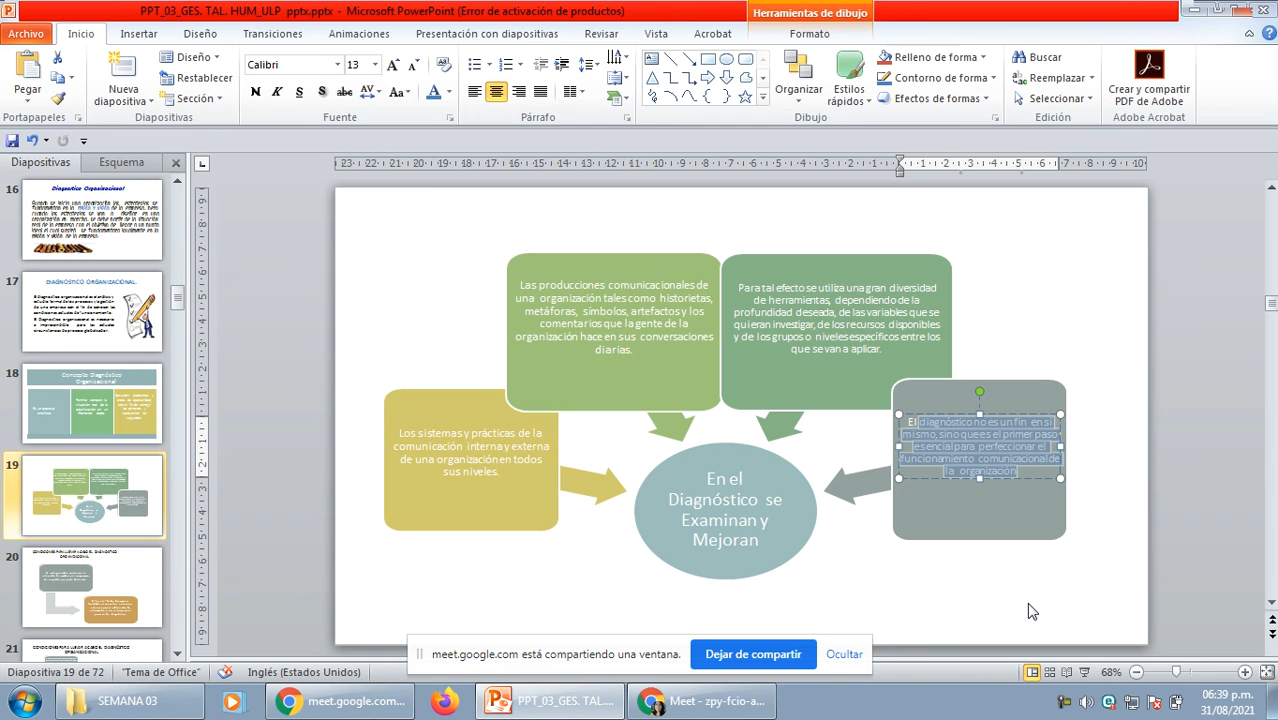 PPT_03_GES. TAL. HUM_ULP pptx.pptx - Microsoft PowerPoint (Error de activación de productos)
Herramientas de dibujo
Archivo Inicio Insertar Diseño Transiciones Animaciones Presentación con diapositivas Revisar Vista Acrobat Formato
Pegar
Nueva diapositiva
Diseño
Restablecer
Sección
Calibri 13
Organizar
Estilos rápidos
Relleno de forma
Contorno de forma
Efectos de formas
Buscar
Reemplazar
Seleccionar
Crear y compartir PDF de Adobe
Portapapeles Diapositivas Fuente Párrafo Dibujo Edición Adobe Acrobat
Diapositivas Esquema
16
Diagnostico Organizacional
17
DIAGNOSTICO ORGANIZACIONAL.
18
Concepto Diagnóstico
Organizacional
19
20
21
Las producciones comunicacionales de
una organización tales como historietas,
metáforas, símbolos, artefactos y los
comentarios que la gente de la
organización hace en sus conversaciones
diarias.
Para tal efecto se utiliza una gran diversidad
de herramientas, dependiendo de la
profundidad deseada, de las variables que se
quieran investigar, de los recursos disponibles
y de los grupos o niveles específicos entre los
que se van a aplicar.
Los sistemas y prácticas de la
comunicación interna y externa
de una organización en todos
sus niveles.
El diagnóstico no es un fin en si
mismo, sino que es el primer paso
esencial para perfeccionar el
funcionamiento comunicacional de
la organización
En el
Diagnóstico se
Examinan y
Mejoran
meet.google.com está compartiendo una ventana. Dejar de compartir Ocultar
Diapositiva 19 de 72 "Tema de Office" Inglés (Estados Unidos) 68%
SEMANA 03
meet.google.com...
PPT_03_GES. TAL....
Meet - zpy-fcio-a...
06:39 p.m.
31/08/2021